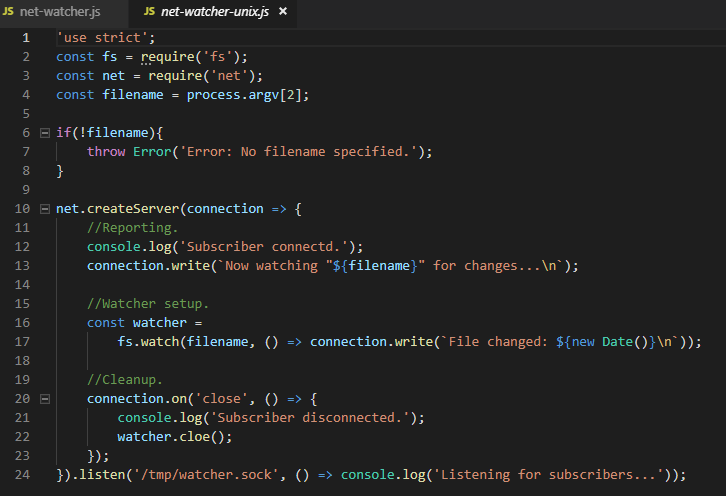 JS net-watcher.js JS net-watcher-unix.js ×
1 'use strict';
2 const fs = require('fs');
3 const net = require('net');
4 const filename = process.argv[2];
5
6 if(!filename){
7 throw Error('Error: No filename specified.');
8 }
9
10 net.createServer(connection => {
11 //Reporting.
12 console.log('Subscriber connectd.');
13 connection.write(`Now watching "${filename}" for changes...\n`);
14
15 //Watcher setup.
16 const watcher =
17 fs.watch(filename, () => connection.write(`File changed: ${new Date()}\n`));
18
19 //Cleanup.
20 connection.on('close', () => {
21 console.log('Subscriber disconnected.');
22 watcher.cloe();
23 });
24 }).listen('/tmp/watcher.sock', () => console.log('Listening for subscribers...'));